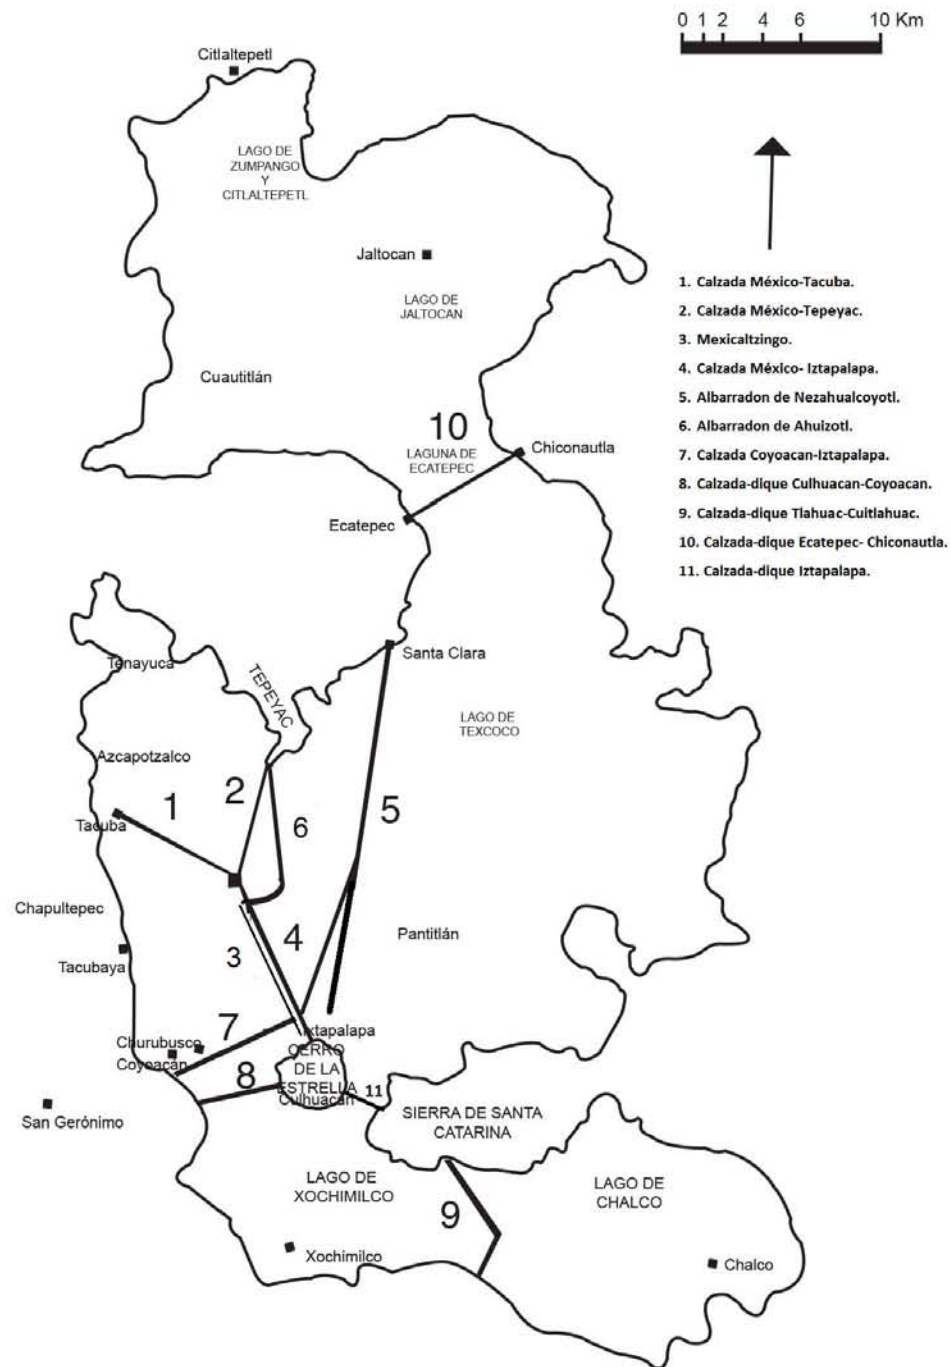 0 1 2 4 6 10 Km
Citlaltepetl
LAGO DE
ZUMPANGO
Y
CITLALTEPETL
Jaltocan
LAGO DE
JALTOCAN
Cuautitlán
10
LAGUNA DE
ECATEPEC
Chiconautla
Ecatepec
1. Calzada México-Tacuba.
2. Calzada México-Tepeyac.
3. Mexicaltzingo.
4. Calzada México- Iztapalapa.
5. Albarradon de Nezahualcoyotl.
6. Albarradon de Ahuizotl.
7. Calzada Coyoacan-Iztapalapa.
8. Calzada-dique Culhuacan-Coyoacan.
9. Calzada-dique Tlahuac-Cuitlahuac.
10. Calzada-dique Ecatepec- Chiconautla.
11. Calzada-dique Iztapalapa.
Santa Clara
Tenayuca
TEPEYAC
LAGO DE
TEXCOCO
Azcapotzalco
1
2
6
5
Tacuba
Chapultepec
3
4
Pantitlán
Tacubaya
7
Churubusco
Coyoacán
Ixtapalapa
CERRO
DE LA
ESTRELLA
Culhuacán
8
11
San Gerónimo
SIERRA DE SANTA
CATARINA
LAGO DE
XOCHIMILCO
9
LAGO DE
CHALCO
Xochimilco
Chalco